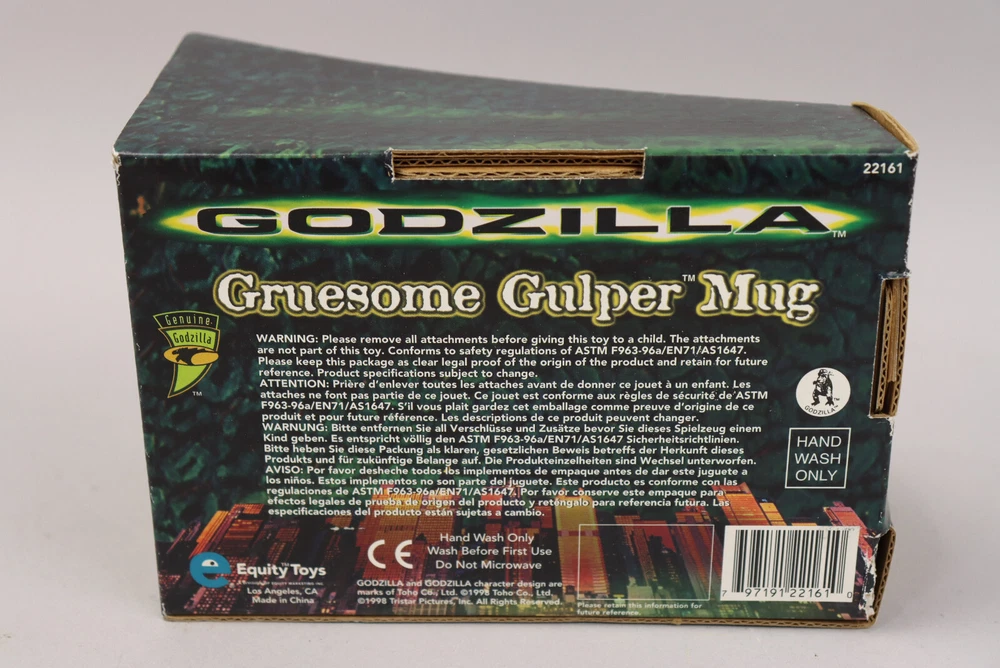 22161
GODZILLA™
Gruesome Gulper™ Mug
Genuine
Godzilla
™
WARNING: Please remove all attachments before giving this toy to a child. The attachments
are not part of this toy. Conforms to safety regulations of ASTM F963-96a/EN71/AS1647.
Please keep this package as clear legal proof of the origin of the product and retain for future
reference. Product specifications subject to change.
ATTENTION: Prière d'enlever toutes les attaches avant de donner ce jouet à un enfant. Les
attaches ne font pas partie de ce jouet. Ce jouet est conforme aux règles de sécurité de ASTM
F963-96a/EN71/AS1647. S'il vous plait gardez cet emballage comme preuve d'origine de ce
produit et pour future référence. Les descriptions de ce produit peuvent changer.
WARNUNG: Bitte entfernen Sie all Verschlüsse und Zusätze bevor Sie dieses Spielzeug einem
Kind geben. Es entspricht völlig den ASTM F963-96a/EN71/AS1647 Sicherheitsrichtlinien.
Bitte heben Sie diese Packung als klaren, gesetzlichen Beweis betreffs der Herkunft dieses
Produkts und für zukünftige Belange auf. Die Produkteinzelheiten sind Wechsel unterworfen.
AVISO: Por favor desheche todos los implementos de empaque antes de dar este juguete a
los niños. Estos implementos no son parte del juguete. Este producto es conforme con las
regulaciones de ASTM F963-96a/EN71/AS1647. Por favor conserve este empaque para
efectos legales de prueba de origen del producto y reténgalo para referencia futura. Las
especificaciones del producto están sujetas a cambio.
GODZILLA™
HAND
WASH
ONLY
e Equity Toys™
A DIVISION OF EQUITY MARKETING INC.
Los Angeles, CA
Made in China
CE
Hand Wash Only
Wash Before First Use
Do Not Microwave
GODZILLA and GODZILLA character design are
marks of Toho Co., Ltd. ©1998 Toho Co., Ltd.
©1998 Tristar Pictures, Inc. All Rights Reserved.
Please retain this information for
future reference.
7 97191 22161 0